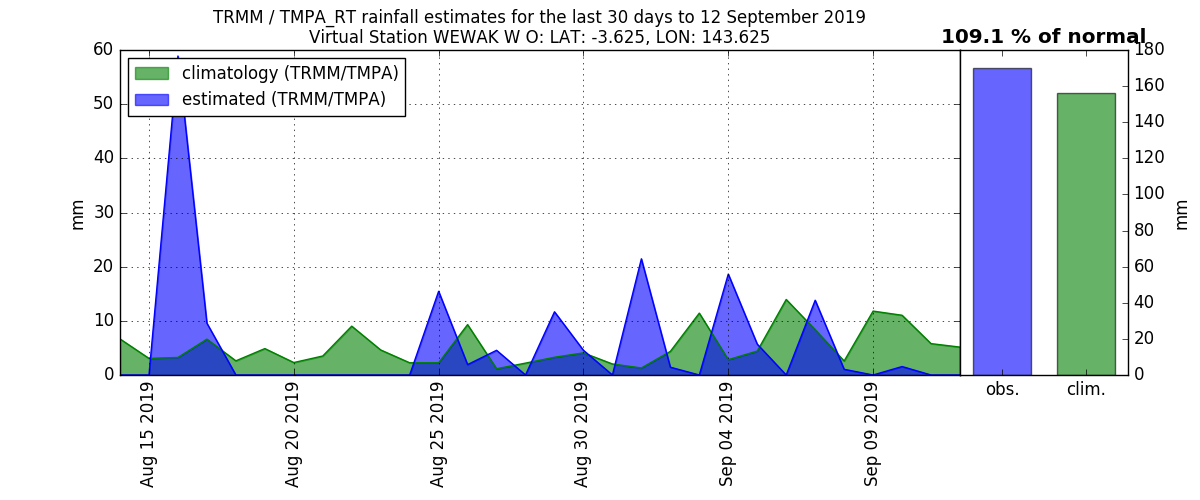 TRMM / TMPA_RT rainfall estimates for the last 30 days to 12 September 2019
Virtual Station WEWAK W O: LAT: -3.625, LON: 143.625
109.1 % of normal
climatology (TRMM/TMPA)
estimated (TRMM/TMPA)
60
50
40
30
20
10
0
mm
Aug 15 2019
Aug 20 2019
Aug 25 2019
Aug 30 2019
Sep 04 2019
Sep 09 2019
obs.
clim.
180
160
140
120
100
80
60
40
20
0
mm